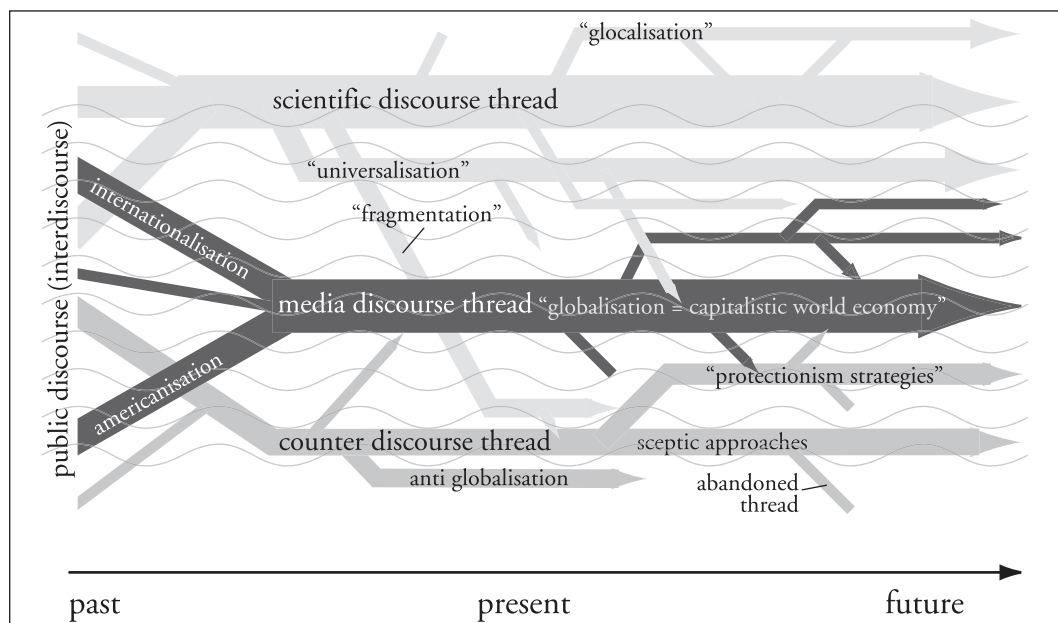 “glocalisation”
scientific discourse thread
“universalisation”
“fragmentation”
public discourse (interdiscourse)
internationalisation
media discourse thread
“globalisation = capitalistic world economy”
americanisation
“protectionism strategies”
counter discourse thread
sceptic approaches
anti globalisation
abandoned
thread
past
present
future